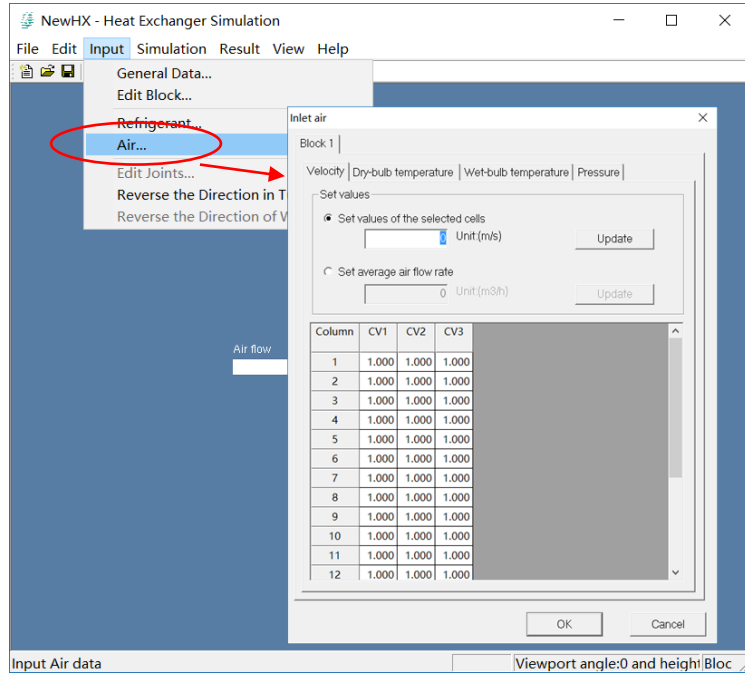 NewHX - Heat Exchanger Simulation
File Edit Input Simulation Result View Help
General Data...
Edit Block...
Refrigerant...
Air...
Edit Joints...
Reverse the Direction in T
Reverse the Direction of W
Air flow
Inlet air
Block 1
Velocity Dry-bulb temperature Wet-bulb temperature Pressure
Set values
Set values of the selected cells
0 Unit:(m/s) Update
Set average air flow rate
0 Unit:(m3/h) Update
Column CV1 CV2 CV3
1 1.000 1.000 1.000
2 1.000 1.000 1.000
3 1.000 1.000 1.000
4 1.000 1.000 1.000
5 1.000 1.000 1.000
6 1.000 1.000 1.000
7 1.000 1.000 1.000
8 1.000 1.000 1.000
9 1.000 1.000 1.000
10 1.000 1.000 1.000
11 1.000 1.000 1.000
12 1.000 1.000 1.000
OK Cancel
Input Air data Viewport angle:0 and height Bloc